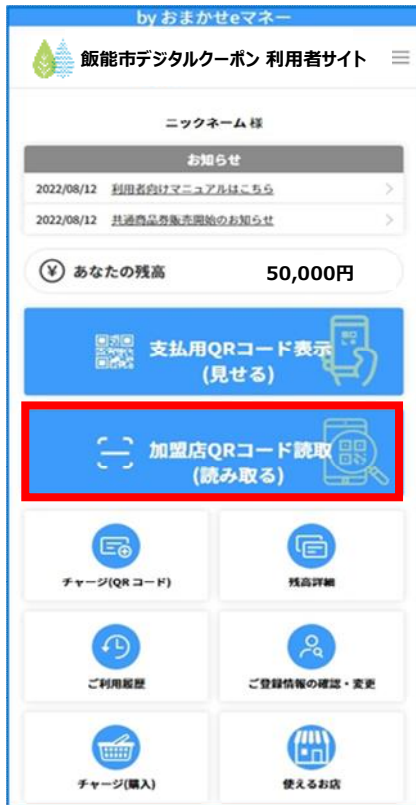 by おまかせeマネー
飯能市デジタルクーポン 利用者サイト
ニックネーム 様
お知らせ
2022/08/12 利用者向けマニュアルはこちら
2022/08/12 共通商品券販売開始のお知らせ
あなたの残高 50,000円
支払用QRコード表示
(見せる)
加盟店QRコード読取
(読み取る)
チャージ(QRコード)
残高詳細
ご利用履歴
ご登録情報の確認・変更
チャージ(購入)
使えるお店